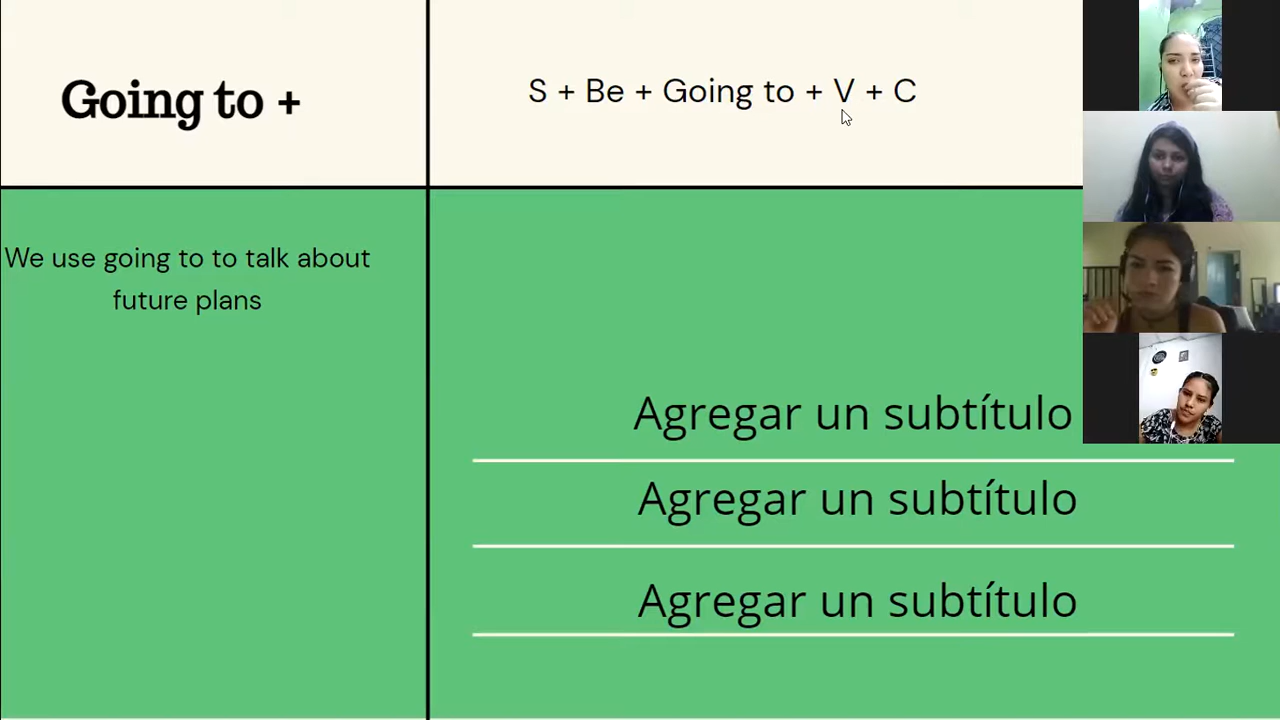 Going to +
S + Be + Going to + V + C
We use going to to talk about
future plans
Agregar un subtítulo
Agregar un subtítulo
Agregar un subtítulo